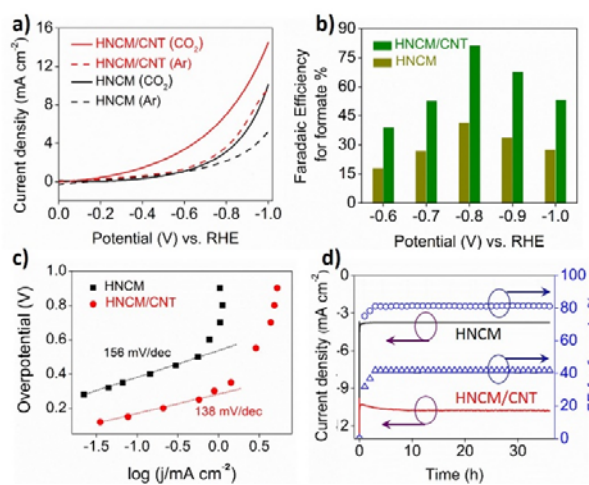 a)
Current density (mA cm⁻²)
16
12
8
4
0
HNCM/CNT (CO₂)
HNCM/CNT (Ar)
HNCM (CO₂)
HNCM (Ar)
0.0 -0.2 -0.4 -0.6 -0.8 -1.0
Potential (V) vs. RHE
b)
Faradaic Efficiency
for formate %
90
75
60
45
30
15
0
HNCM/CNT
HNCM
-0.6 -0.7 -0.8 -0.9 -1.0
Potential (V) vs. RHE
c)
Overpotential (V)
1.0
0.8
0.6
0.4
0.2
HNCM
HNCM/CNT
156 mV/dec
138 mV/dec
-1.5 -1.0 -0.5 0.0 0.5
log (j/mA cm⁻²)
d)
Current density (mA cm⁻²)
-9
HNCM
HNCM/CNT
100
80
60
40
20
0
0 10 20 30
Time (h)